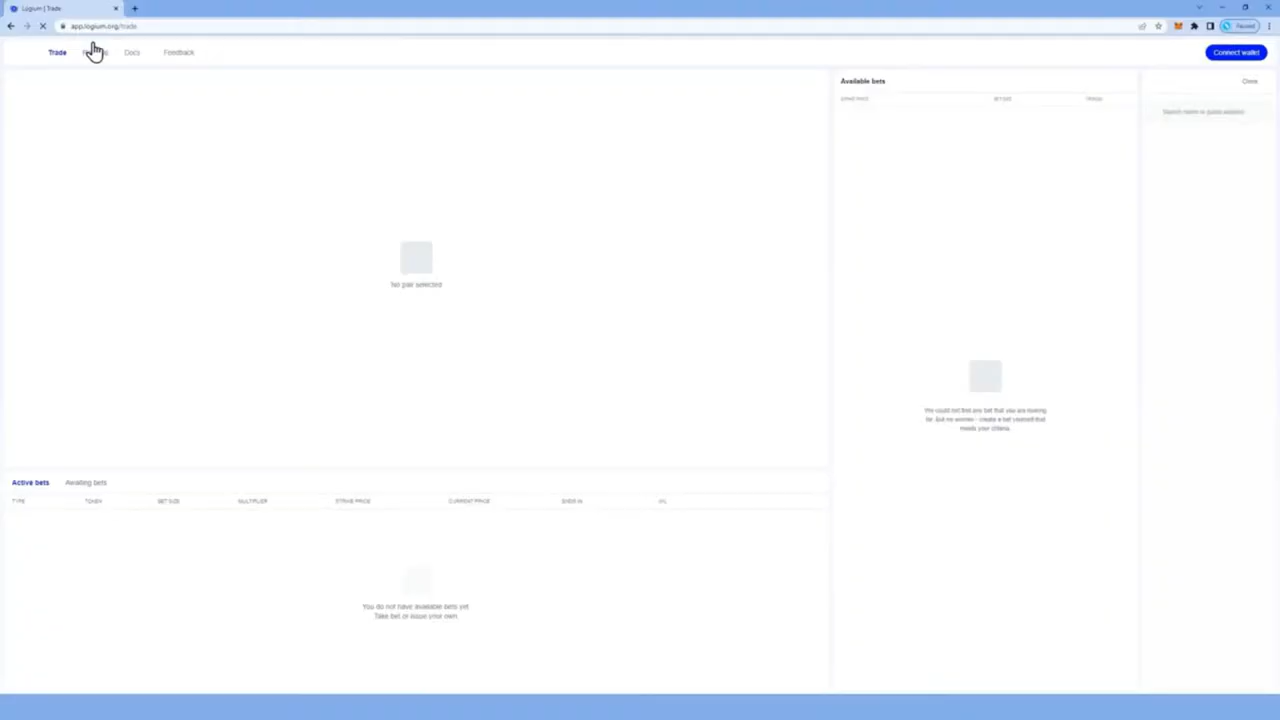 Logium | Trade
app.logium.org/trade
Paused
Trade
Docs
Feedback
Connect wallet
Available bets
Close
STRIKE PRICE BET SIZE
Search name or paste address
No pair selected
We could not find any bet that you are looking
for. But no worries - create a bet yourself that
meets your criteria.
Active bets Awaiting bets
TYPE TOKEN BET SIZE MULTIPLIER STRIKE PRICE CURRENT PRICE ENDS IN
You do not have available bets yet
Take bet or issue your own